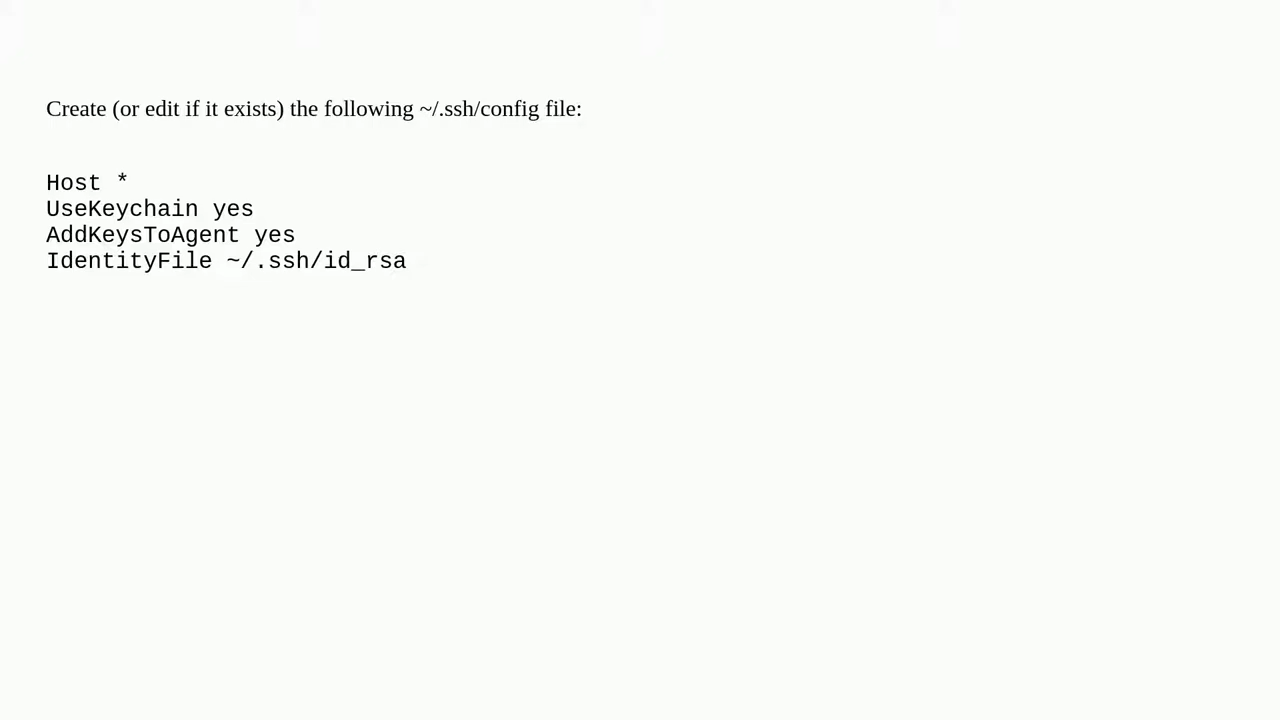 Create (or edit if it exists) the following ~/.ssh/config file:
Host *
UseKeychain yes
AddKeysToAgent yes
IdentityFile ~/.ssh/id_rsa